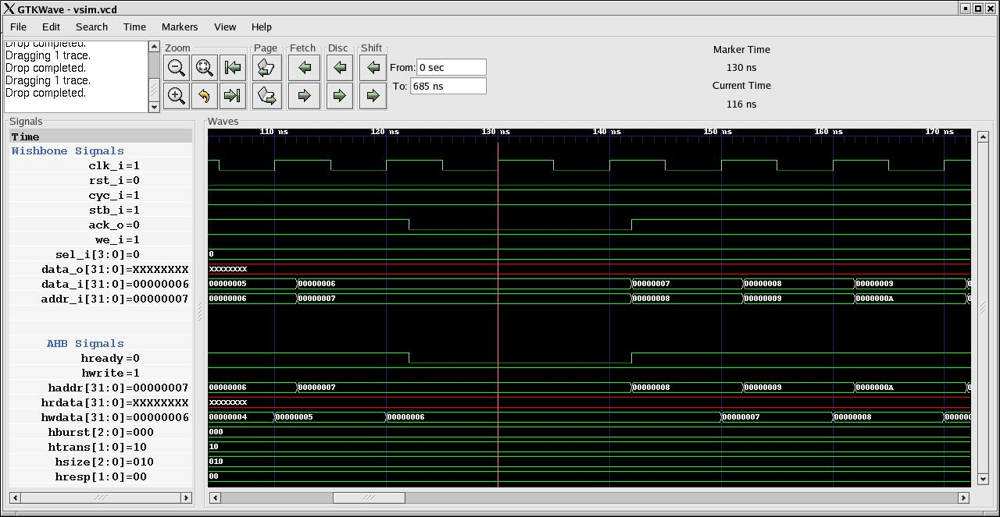 GTKWave - vsim.vcd
File Edit Search Time Markers View Help
Drop completed.
Dragging 1 trace.
Drop completed.
Dragging 1 trace.
Drop completed.
Zoom Page Fetch Disc Shift
From: 0 sec
To: 685 ns
Marker Time
130 ns
Current Time
116 ns
Signals
Waves
Time
110 ns 120 ns 130 ns 140 ns 150 ns 160 ns 170 ns
Wishbone Signals
clk_i=1
rst_i=0
cyc_i=1
stb_i=1
ack_o=0
we_i=1
sel_i[3:0]=0 0
data_o[31:0]=XXXXXXXX XXXXXXXX
data_i[31:0]=00000006 00000005 00000006 00000007 00000008 00000009
addr_i[31:0]=00000007 00000006 00000007 00000008 00000009 0000000A
AHB Signals
hready=0
hwrite=1
haddr[31:0]=00000007 00000006 00000007 00000008 00000009 0000000A
hrdata[31:0]=XXXXXXXX XXXXXXXX
hwdata[31:0]=00000006 00000004 00000005 00000006 00000007 00000008 00000
hburst[2:0]=000 000
htrans[1:0]=10 10
hsize[2:0]=010 010
hresp[1:0]=00 00